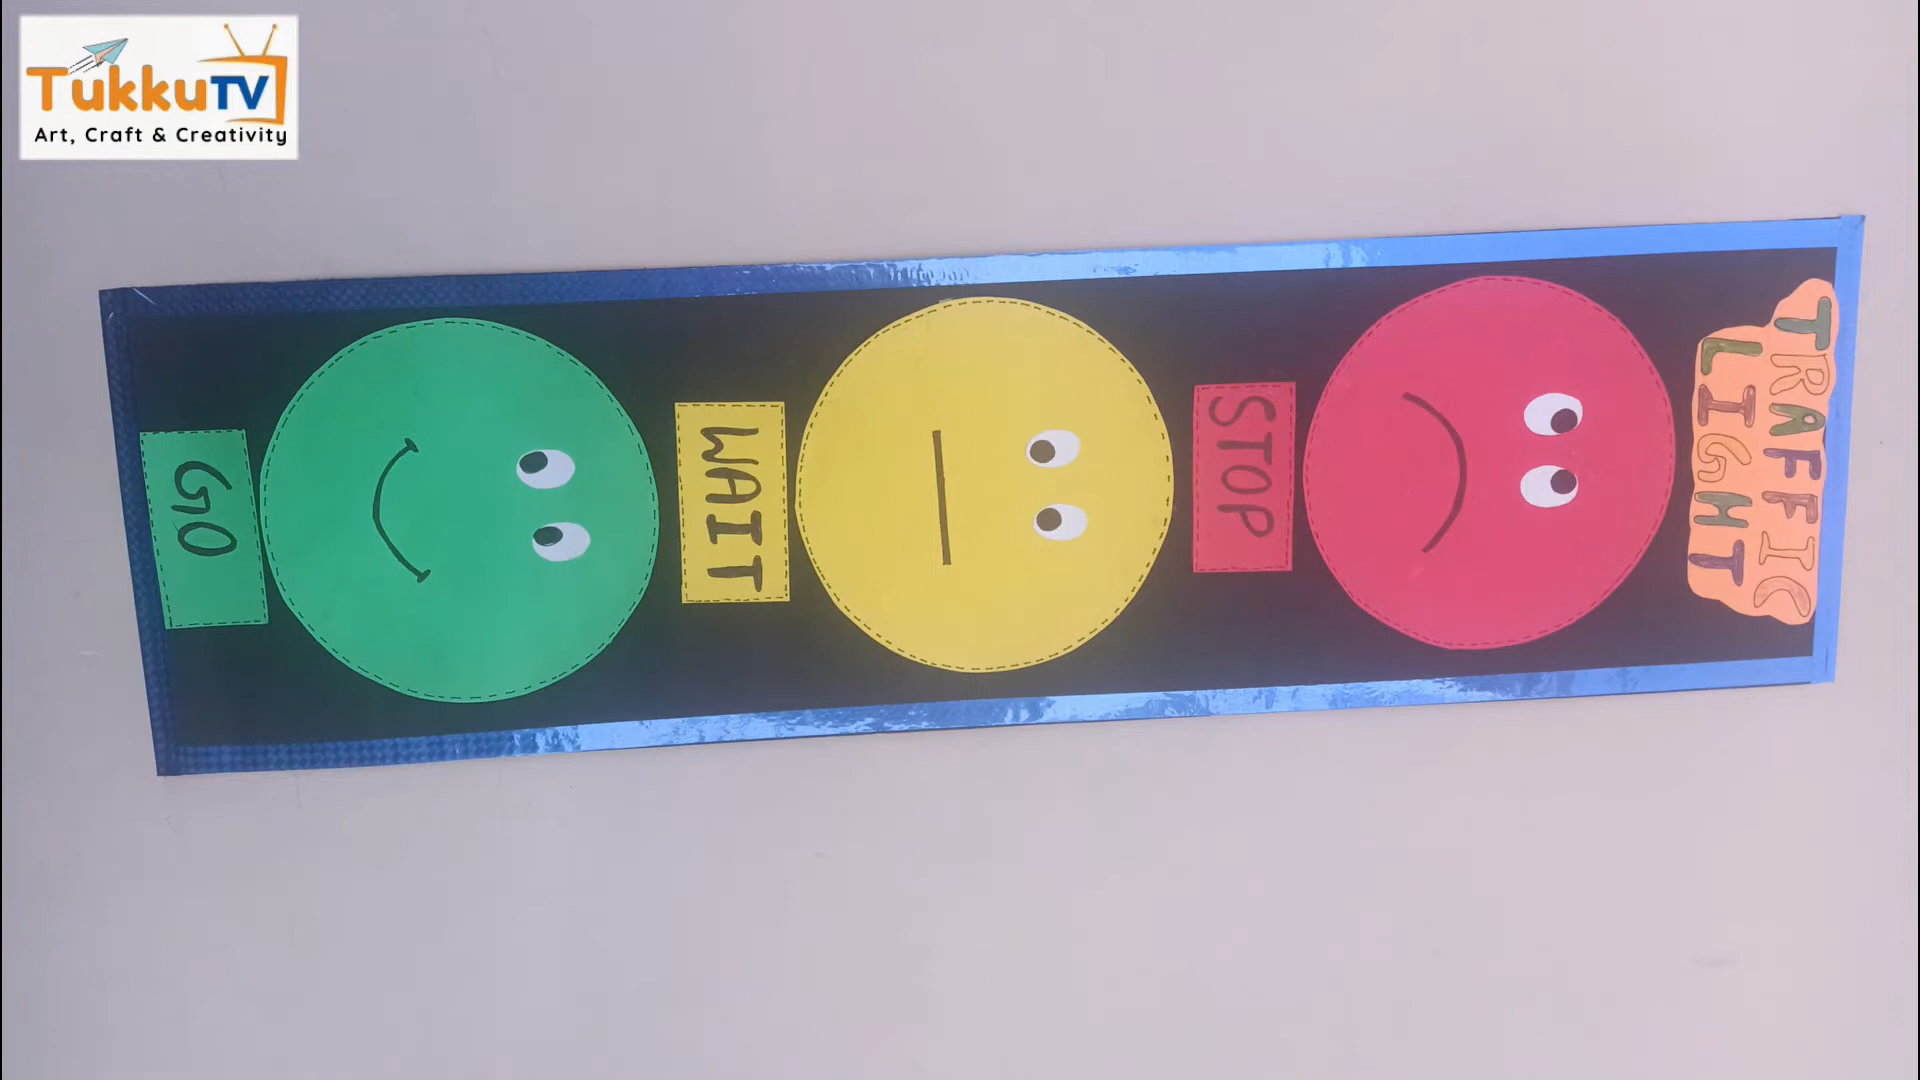 TukkuTV
Art, Craft & Creativity
TRAFFIC
LIGHT
STOP
WAIT
GO